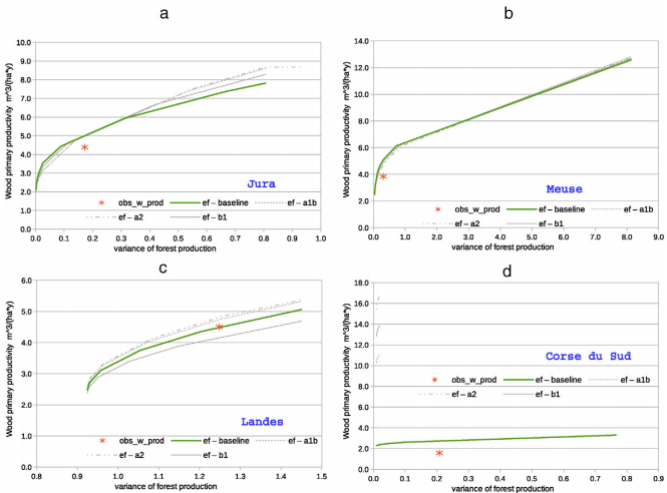 a
Wood primary productivity m^3/(ha*y)
10.0
9.0
8.0
7.0
6.0
5.0
4.0
3.0
2.0
1.0
0.0
Jura
obs_w_prod ef – baseline ef – a1b
ef – a2 ef – b1
0.0 0.1 0.2 0.3 0.4 0.5 0.6 0.7 0.8 0.9 1.0
variance of forest production
b
Wood primary productivity m^3/(ha*y)
14.0
12.0
10.0
8.0
6.0
4.0
2.0
0.0
Meuse
obs_w_prod ef – baseline ef – a1b
ef – a2 ef – b1
0.0 1.0 2.0 3.0 4.0 5.0 6.0 7.0 8.0 9.0
variance of forest production
c
Wood primary productivity m^3/(ha*y)
6.0
5.0
4.0
3.0
2.0
1.0
0.0
Landes
obs_w_prod ef – baseline ef – a1b
ef – a2 ef – b1
0.8 0.9 1.0 1.1 1.2 1.3 1.4 1.5
variance of forest production
d
Wood primary productivity m^3/(ha*y)
18.0
16.0
14.0
12.0
10.0
8.0
6.0
4.0
2.0
0.0
Corse du Sud
obs_w_prod ef – baseline ef – a1b
ef – a2 ef – b1
0.0 0.1 0.2 0.3 0.4 0.5 0.6 0.7 0.8 0.9
variance of forest production